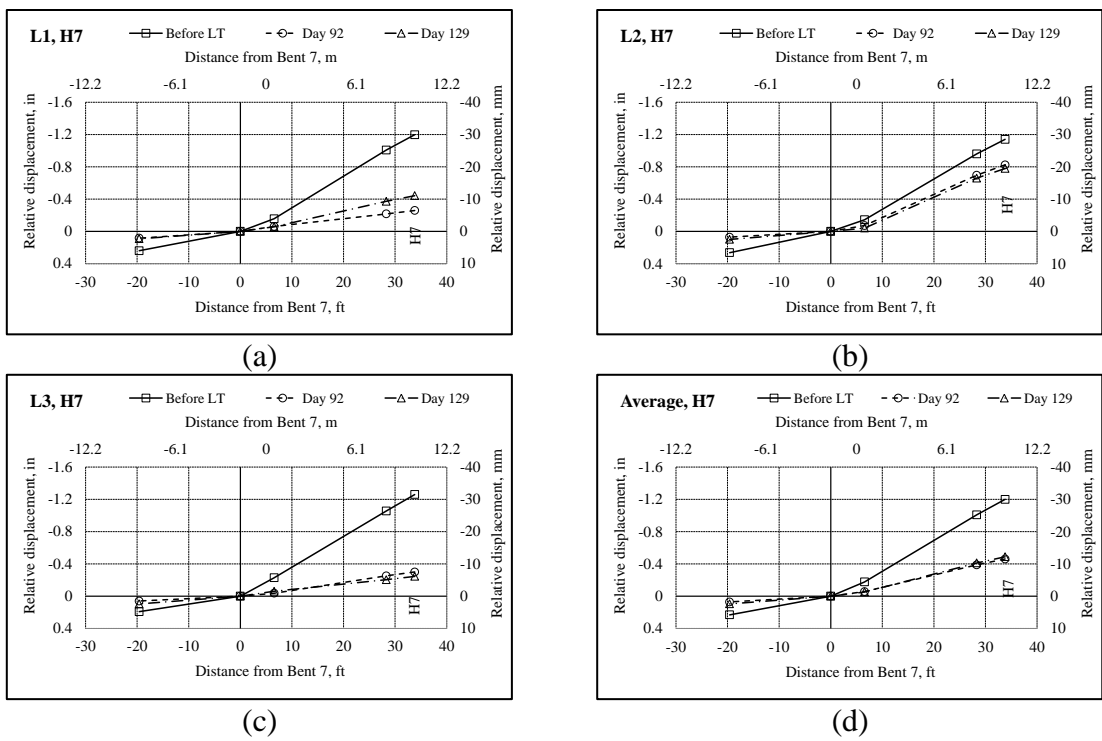 L1, H7 Before LT Day 92 Day 129
Distance from Bent 7, m
-12.2 -6.1 0 6.1 12.2
-1.6 -40
-1.2 -30
-0.8 -20
-0.4 -10
0 0
0.4 10
Relative displacement, in
Relative displacement, mm
H7
-30 -20 -10 0 10 20 30 40 50
Distance from Bent 7, ft
(a)
L2, H7 Before LT Day 92 Day 129
Distance from Bent 7, m
-12.2 -6.1 0 6.1 12.2
-1.6 -40
-1.2 -30
-0.8 -20
-0.4 -10
0 0
0.4 10
Relative displacement, in
Relative displacement, mm
H7
-30 -20 -10 0 10 20 30 40 50
Distance from Bent 7, ft
(b)
L3, H7 Before LT Day 92 Day 129
Distance from Bent 7, m
-12.2 -6.1 0 6.1 12.2
-1.6 -40
-1.2 -30
-0.8 -20
-0.4 -10
0 0
0.4 10
Relative displacement, in
Relative displacement, mm
H7
-30 -20 -10 0 10 20 30 40 50
Distance from Bent 7, ft
(c)
Average, H7 Before LT Day 92 Day 129
Distance from Bent 7, m
-12.2 -6.1 0 6.1 12.2
-1.6 -40
-1.2 -30
-0.8 -20
-0.4 -10
0 0
0.4 10
Relative displacement, in
Relative displacement, mm
H7
-30 -20 -10 0 10 20 30 40 50
Distance from Bent 7, ft
(d)